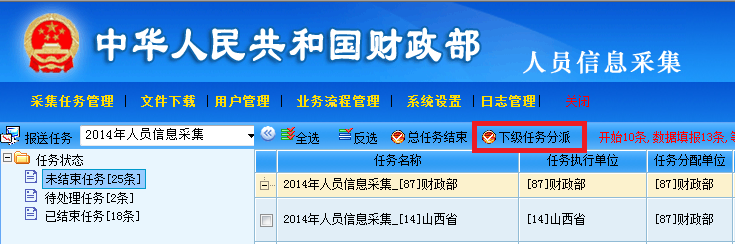 中华人民共和国财政部
人员信息采集
采集任务管理 文件下载 用户管理 业务流程管理 系统设置 日志管理 关闭
报送任务 2014年人员信息采集 全选 反选 总任务结束 下级任务分派 开始10条,数据填报13条,
任务状态
未结束任务[25条]
待处理任务[2条]
已结束任务[18条]
任务名称 任务执行单位 任务分配单位
2014年人员信息采集_[87]财政部 [87]财政部 [87]财政部
2014年人员信息采集_[14]山西省 [14]山西省 [87]财政部